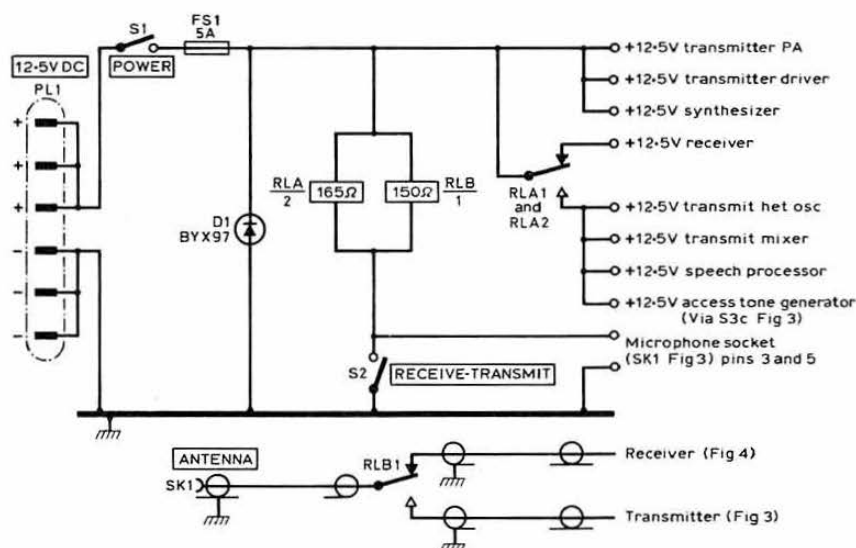 S1
FS1
5A
12·5V DC
POWER
PL1
+
+
+
−
−
−
D1
BYX97
RLA
2
165Ω
150Ω
RLB
1
RLA1
and
RLA2
+12·5V transmitter PA
+12·5V transmitter driver
+12·5V synthesizer
+12·5V receiver
+12·5V transmit het osc
+12·5V transmit mixer
+12·5V speech processor
+12·5V access tone generator
(Via S3c Fig 3)
Microphone socket
(SK1 Fig 3) pins 3 and 5
S2
RECEIVE-TRANSMIT
ANTENNA
SK1
RLB1
Receiver (Fig 4)
Transmitter (Fig 3)